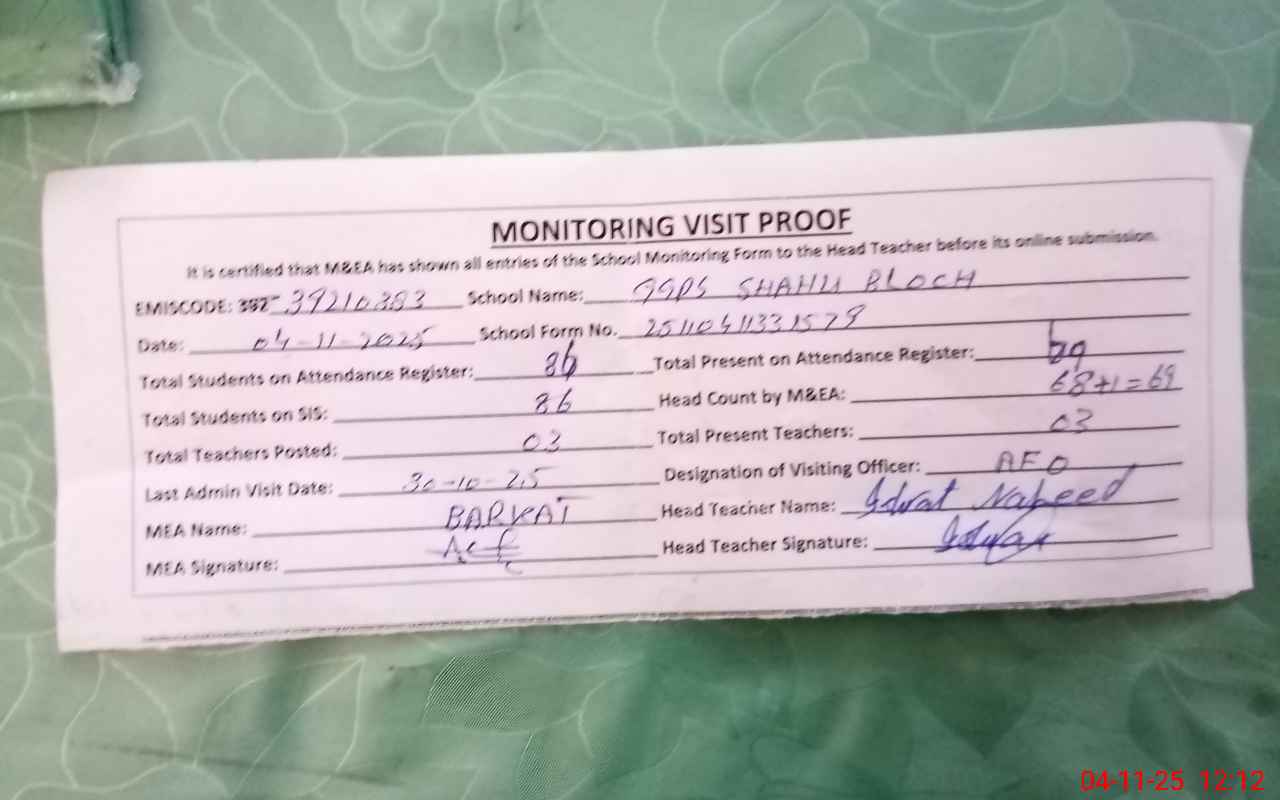 MONITORING VISIT PROOF
It is certified that M&EA has shown all entries of the School Monitoring Form to the Head Teacher before its online submission.
EMISCODE: 392 39210383 School Name: GGPS SHAHU BLOCH
Date: 04-11-2025 School Form No. 25110411331579
Total Students on Attendance Register: 86 Total Present on Attendance Register: 69
Total Students on SIS: 86 Head Count by M&EA: 68+1=69
Total Teachers Posted: 03 Total Present Teachers: 03
Last Admin Visit Date: 30-10-25 Designation of Visiting Officer: AEO
MEA Name: BARKAT Head Teacher Name: Nabeed
MEA Signature: Head Teacher Signature:
04-11-25 12:12